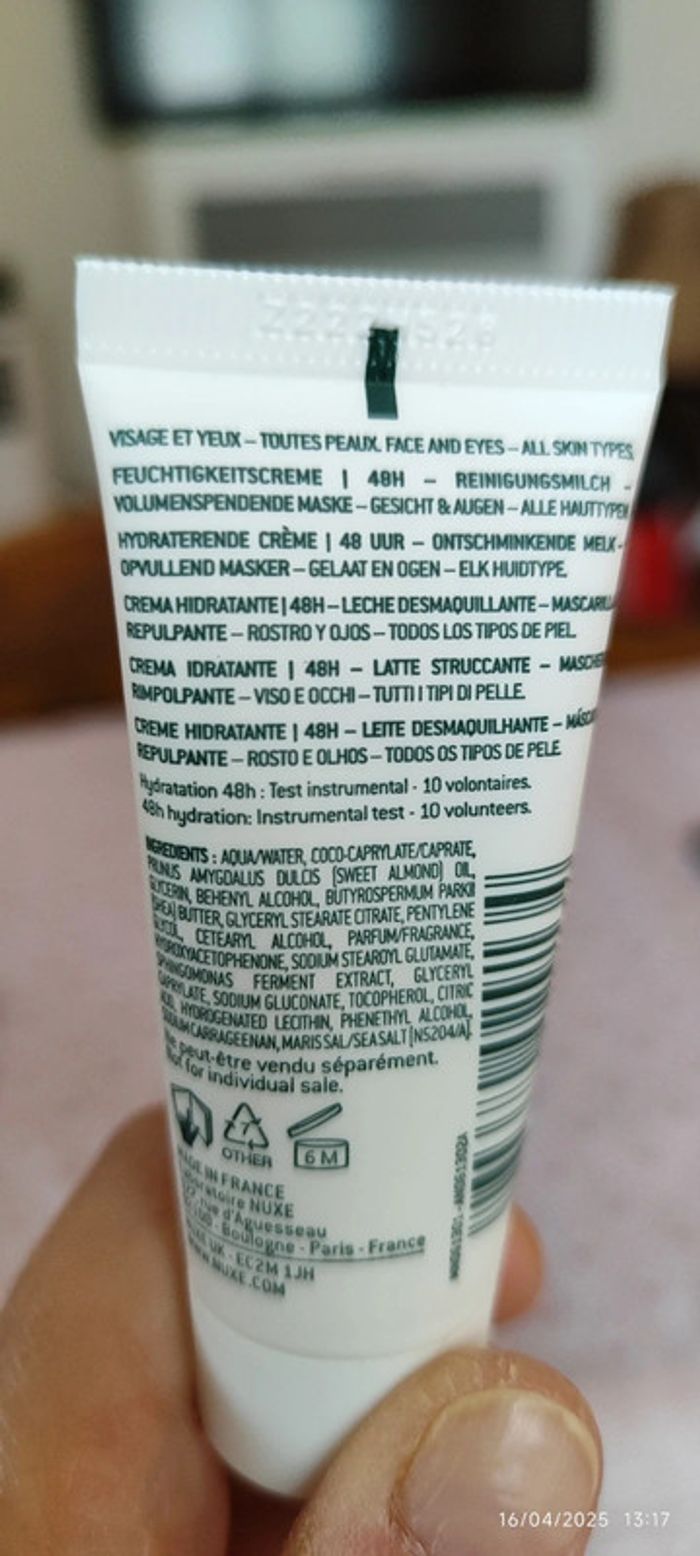 VISAGE ET YEUX – TOUTES PEAUX. FACE AND EYES – ALL SKIN TYPES.
FEUCHTIGKEITSCREME | 48H – REINIGUNGSMILCH -
VOLUMENSPENDENDE MASKE – GESICHT & AUGEN – ALLE HAUTTYPEN
HYDRATERENDE CRÈME | 48 UUR – ONTSCHMINKENDE MELK -
OPVULLEND MASKER – GELAAT EN OGEN – ELK HUIDTYPE.
CREMA HIDRATANTE | 48H – LECHE DESMAQUILLANTE –
REPULPANTE – ROSTRO Y OJOS – TODOS LOS TIPOS DE PIEL.
CREMA IDRATANTE | 48H – LATTE STRUCCANTE –
RIMPOLPANTE – VISO E OCCHI – TUTTI I TIPI DI PELLE.
CREME HIDRATANTE | 48H – LEITE DESMAQUILHANTE –
REPULPANTE – ROSTO E OLHOS – TODOS OS TIPOS DE PELE.
Hydratation 48h : Test instrumental - 10 volontaires.
48h hydration: Instrumental test - 10 volunteers.
INGREDIENTS : AQUA/WATER, COCO-CAPRYLATE/CAPRATE,
PRUNUS AMYGDALUS DULCIS (SWEET ALMOND) OIL,
GLYCERIN, BEHENYL ALCOHOL, BUTYROSPERMUM PARKII
(SHEA) BUTTER, GLYCERYL STEARATE CITRATE, PENTYLENE
GLYCOL, CETEARYL ALCOHOL, PARFUM/FRAGRANCE,
HYDROXYACETOPHENONE, SODIUM STEAROYL GLUTAMATE,
SPHINGOMONAS FERMENT EXTRACT, GLYCERYL
CAPRYLATE, SODIUM GLUCONATE, TOCOPHEROL, CITRIC
ACID, HYDROGENATED LECITHIN, PHENETHYL ALCOHOL,
SODIUM CARRAGEENAN, MARIS SAL/SEA SALT [N5204/A].
Ne peut-être vendu séparément.
Not for individual sale.
7
OTHER
6 M
MADE IN FRANCE
Laboratoire NUXE
127, rue d'Aguesseau
92100 - Boulogne - Paris - France
NUXE UK - EC2M 1JH
WWW.NUXE.COM
16/04/2025 13:17